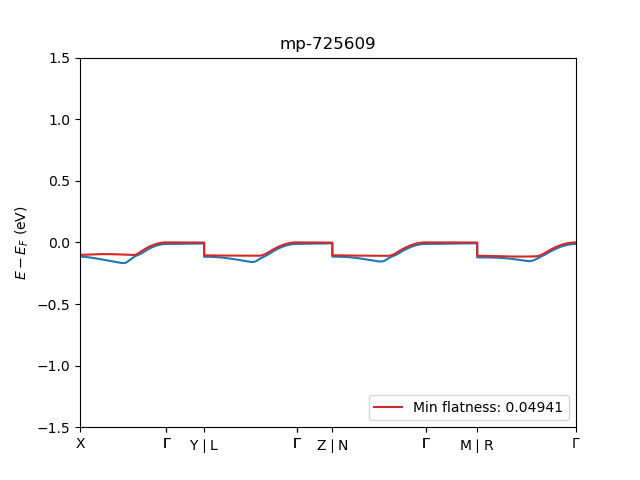 mp-725609
E − E_F (eV)
1.5
1.0
0.5
0.0
−0.5
−1.0
−1.5
Min flatness: 0.04941
X Γ Y | L Γ Z | N Γ M | R Γ